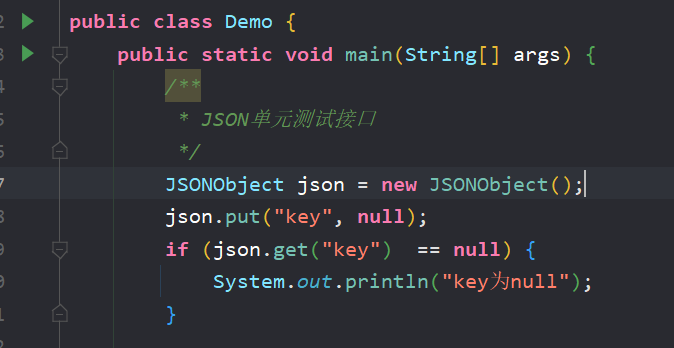 2 public class Demo {
3 public static void main(String[] args) {
4 /**
5 * JSON单元测试接口
6 */
7 JSONObject json = new JSONObject();
8 json.put("key", null);
9 if (json.get("key")  == null) {
0 System.out.println("key为null");
1 }